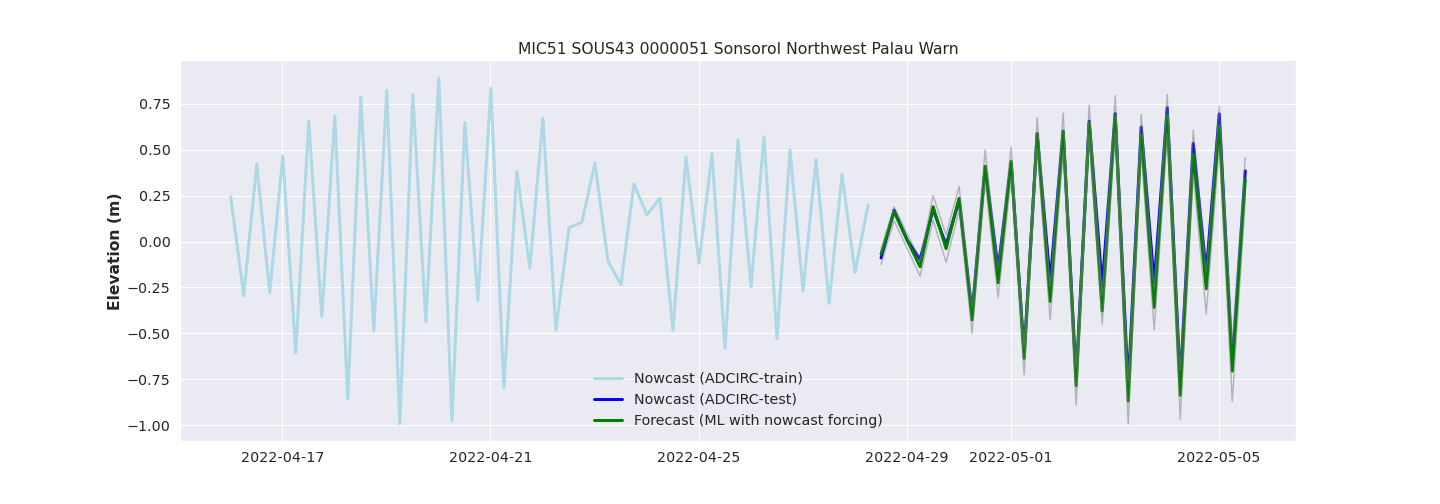 MIC51 SOUS43 0000051 Sonsorol Northwest Palau Warn
Elevation (m)
0.75
0.50
0.25
0.00
−0.25
−0.50
−0.75
−1.00
Nowcast (ADCIRC-train)
Nowcast (ADCIRC-test)
Forecast (ML with nowcast forcing)
2022-04-17 2022-04-21 2022-04-25 2022-04-29 2022-05-01 2022-05-05